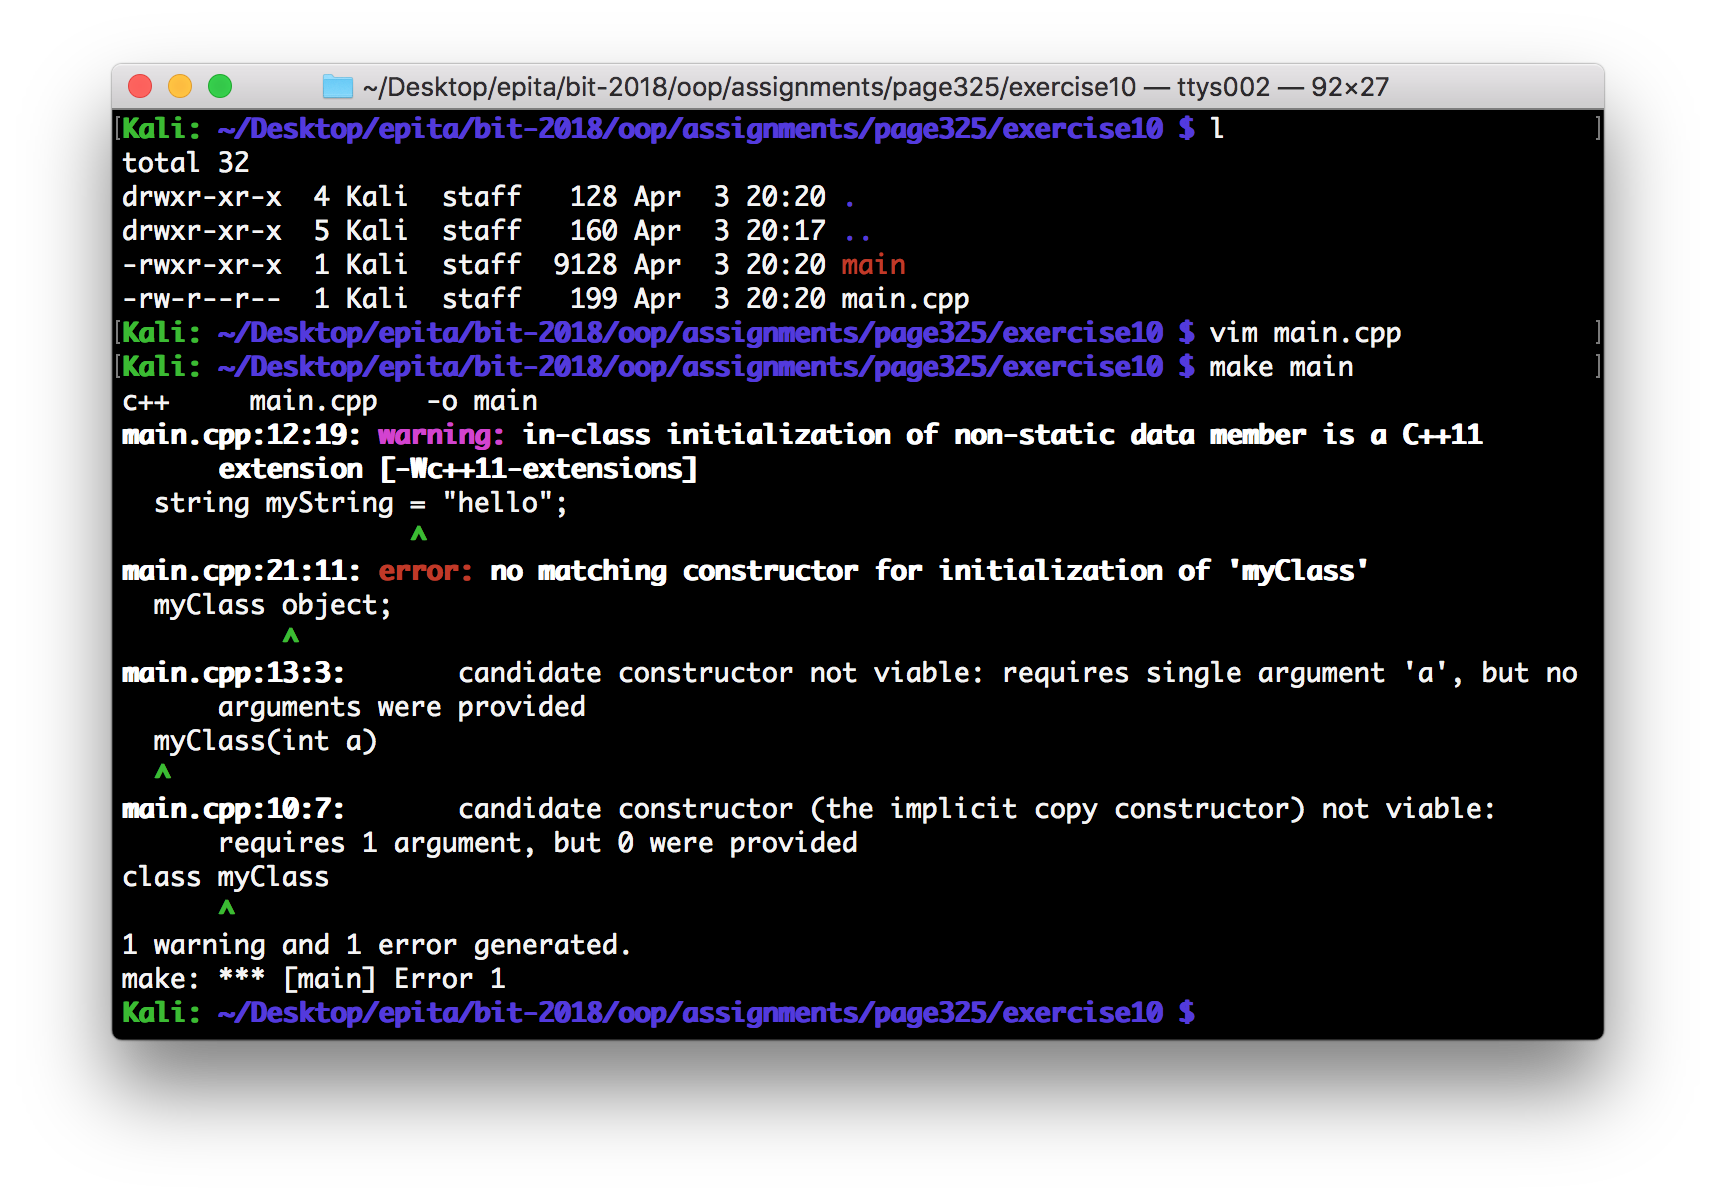 ~/Desktop/epita/bit-2018/oop/assignments/page325/exercise10 — ttys002 — 92×27
[Kali: ~/Desktop/epita/bit-2018/oop/assignments/page325/exercise10 $ l ]
total 32
drwxr-xr-x  4 Kali  staff   128 Apr  3 20:20 .
drwxr-xr-x  5 Kali  staff   160 Apr  3 20:17 ..
-rwxr-xr-x  1 Kali  staff  9128 Apr  3 20:20 main
-rw-r--r--  1 Kali  staff   199 Apr  3 20:20 main.cpp
[Kali: ~/Desktop/epita/bit-2018/oop/assignments/page325/exercise10 $ vim main.cpp ]
[Kali: ~/Desktop/epita/bit-2018/oop/assignments/page325/exercise10 $ make main ]
c++     main.cpp   -o main
main.cpp:12:19: warning: in-class initialization of non-static data member is a C++11
      extension [-Wc++11-extensions]
  string myString = "hello";
                  ^
main.cpp:21:11: error: no matching constructor for initialization of 'myClass'
  myClass object;
          ^
main.cpp:13:3:       candidate constructor not viable: requires single argument 'a', but no
      arguments were provided
  myClass(int a)
  ^
main.cpp:10:7:       candidate constructor (the implicit copy constructor) not viable:
      requires 1 argument, but 0 were provided
class myClass
      ^
1 warning and 1 error generated.
make: *** [main] Error 1
Kali: ~/Desktop/epita/bit-2018/oop/assignments/page325/exercise10 $